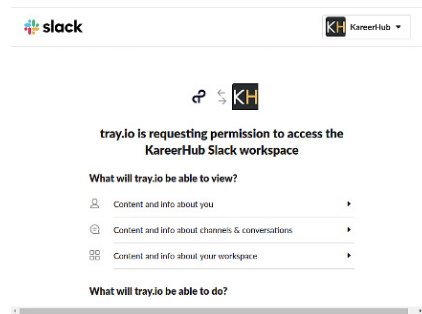 slack
KH KareerHub
KH
tray.io is requesting permission to access the
KareerHub Slack workspace
What will tray.io be able to view?
Content and info about you
Content and info about channels & conversations
Content and info about your workspace
What will tray.io be able to do?